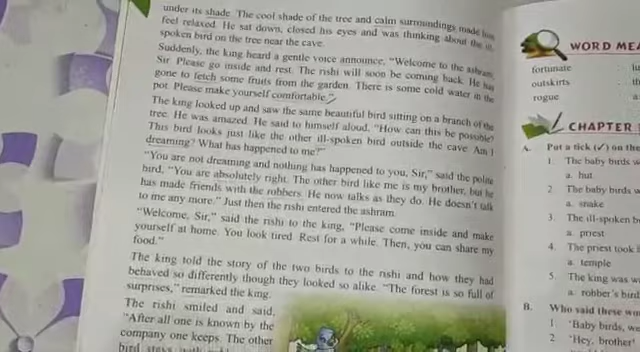 under its shade. The cool shade of the tree and calm surroundings made him
feel relaxed. He sat down, closed his eyes and was thinking about the
spoken bird on the tree near the cave.
Suddenly, the king heard a gentle voice announce, "Welcome to the ashram,
Sir. Please go inside and rest. The rishi will soon be coming back. He has
gone to fetch some fruits from the garden. There is some cold water in the
pot. Please make yourself comfortable."
The king looked up and saw the same beautiful bird sitting on a branch of the
tree. He was amazed. He said to himself aloud, "How can this be possible?
This bird looks just like the other ill-spoken bird outside the cave. Am I
dreaming? What has happened to me?"
"You are not dreaming and nothing has happened to you, Sir," said the polite
bird, "You are absolutely right. The other bird like me is my brother, but he
has made friends with the robbers. He now talks as they do. He doesn't talk
to me any more." Just then the rishi entered the ashram.
"Welcome, Sir," said the rishi to the king, "Please come inside and make
yourself at home. You look tired. Rest for a while. Then, you can share my
food."
The king told the story of the two birds to the rishi and how they had
behaved so differently though they looked so alike. "The forest is so full of
surprises," remarked the king.
The rishi smiled and said,
"After all one is known by the
company one keeps. The other
bird stays
WORD MEA
fortunate : lu
outskirts : th
rogue : a
CHAPTER
A. Put a tick (✓) on the
1. The baby birds w
a. hut
2. The baby birds w
a. snake
3. The ill-spoken b
a. priest
4. The priest took
a. temple
5. The king was w
a. robber's bird
B. Who said these wo
1. "Baby birds, we
2. "Hey, brother